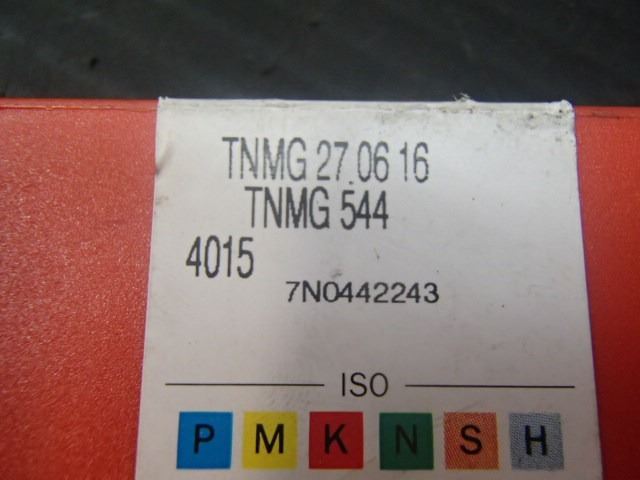 TNMG 27.06 16
TNMG 544
4015
7N0442243
ISO
P M K N S H